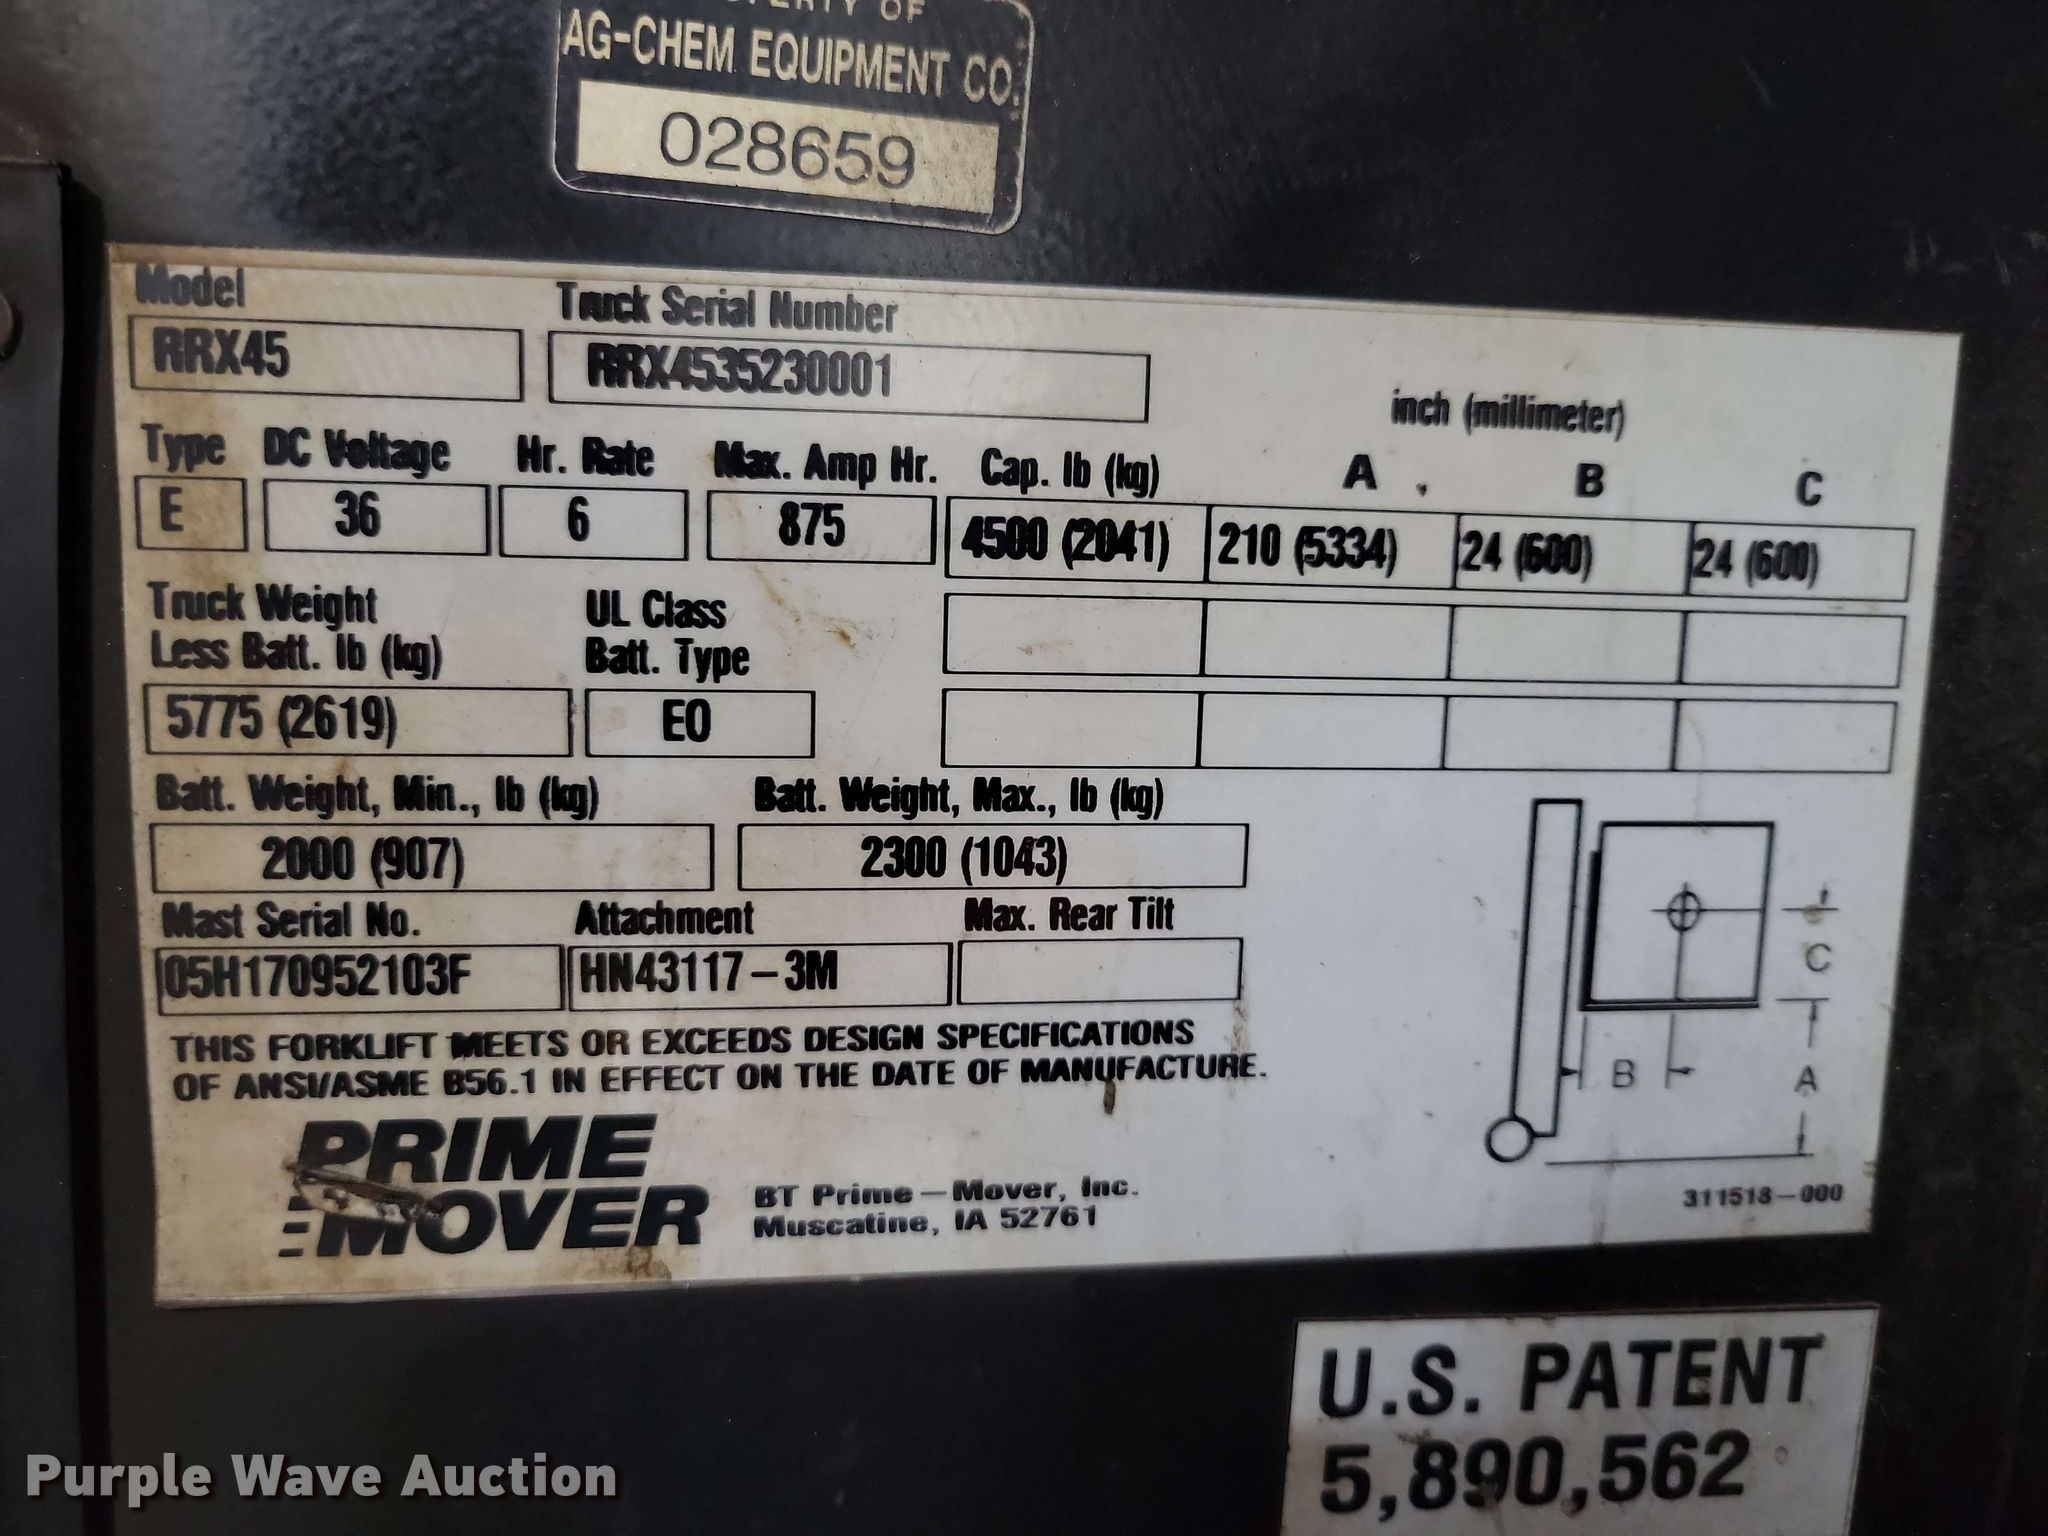 OF
AG-CHEM EQUIPMENT CO.
028659
Model Truck Serial Number
RRX45 RRX4535230001
inch (millimeter)
Type DC Voltage Hr. Rate Max. Amp Hr. Cap. lb (kg) A B C
E 36 6 875 4500 (2041) 210 (5334) 24 (600) 24 (600)
Truck Weight UL Class
Less Batt. lb (kg) Batt. Type
5775 (2619) EO
Batt. Weight, Min., lb (kg) Batt. Weight, Max., lb (kg)
2000 (907) 2300 (1043)
Mast Serial No. Attachment Max. Rear Tilt
05H170952103F HN43117-3M
C
B A
THIS FORKLIFT MEETS OR EXCEEDS DESIGN SPECIFICATIONS
OF ANSI/ASME B56.1 IN EFFECT ON THE DATE OF MANUFACTURE.
PRIME
MOVER
BT Prime-Mover, Inc.
Muscatine, IA 52761
311518-000
U.S. PATENT
5,890,562
Purple Wave Auction